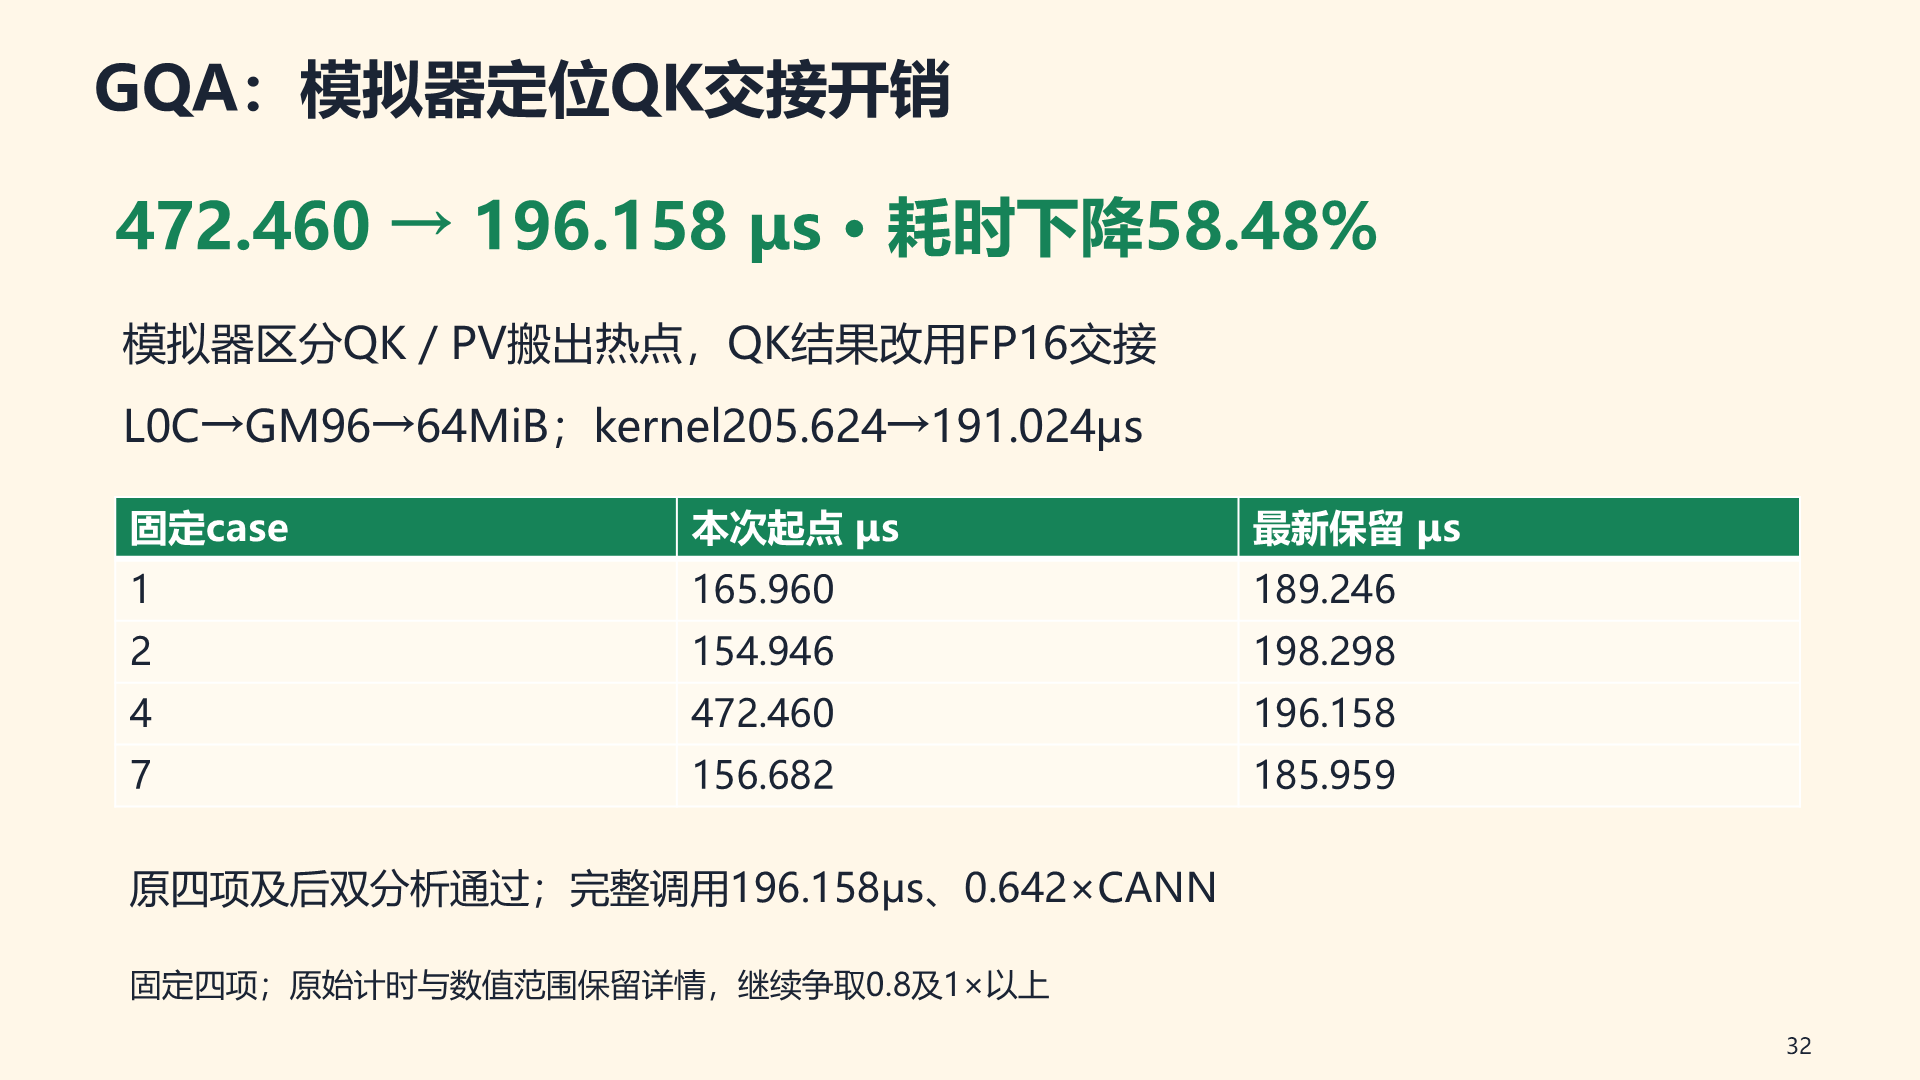 GQA：模拟器定位QK交接开销
472.460 → 196.158 μs · 耗时下降58.48%
模拟器区分QK / PV搬出热点，QK结果改用FP16交接
L0C→GM96→64MiB；kernel205.624→191.024μs
固定case 本次起点 μs 最新保留 μs
1 165.960 189.246
2 154.946 198.298
4 472.460 196.158
7 156.682 185.959
原四项及后双分析通过；完整调用196.158μs、0.642×CANN
固定四项；原始计时与数值范围保留详情，继续争取0.8及1×以上
32